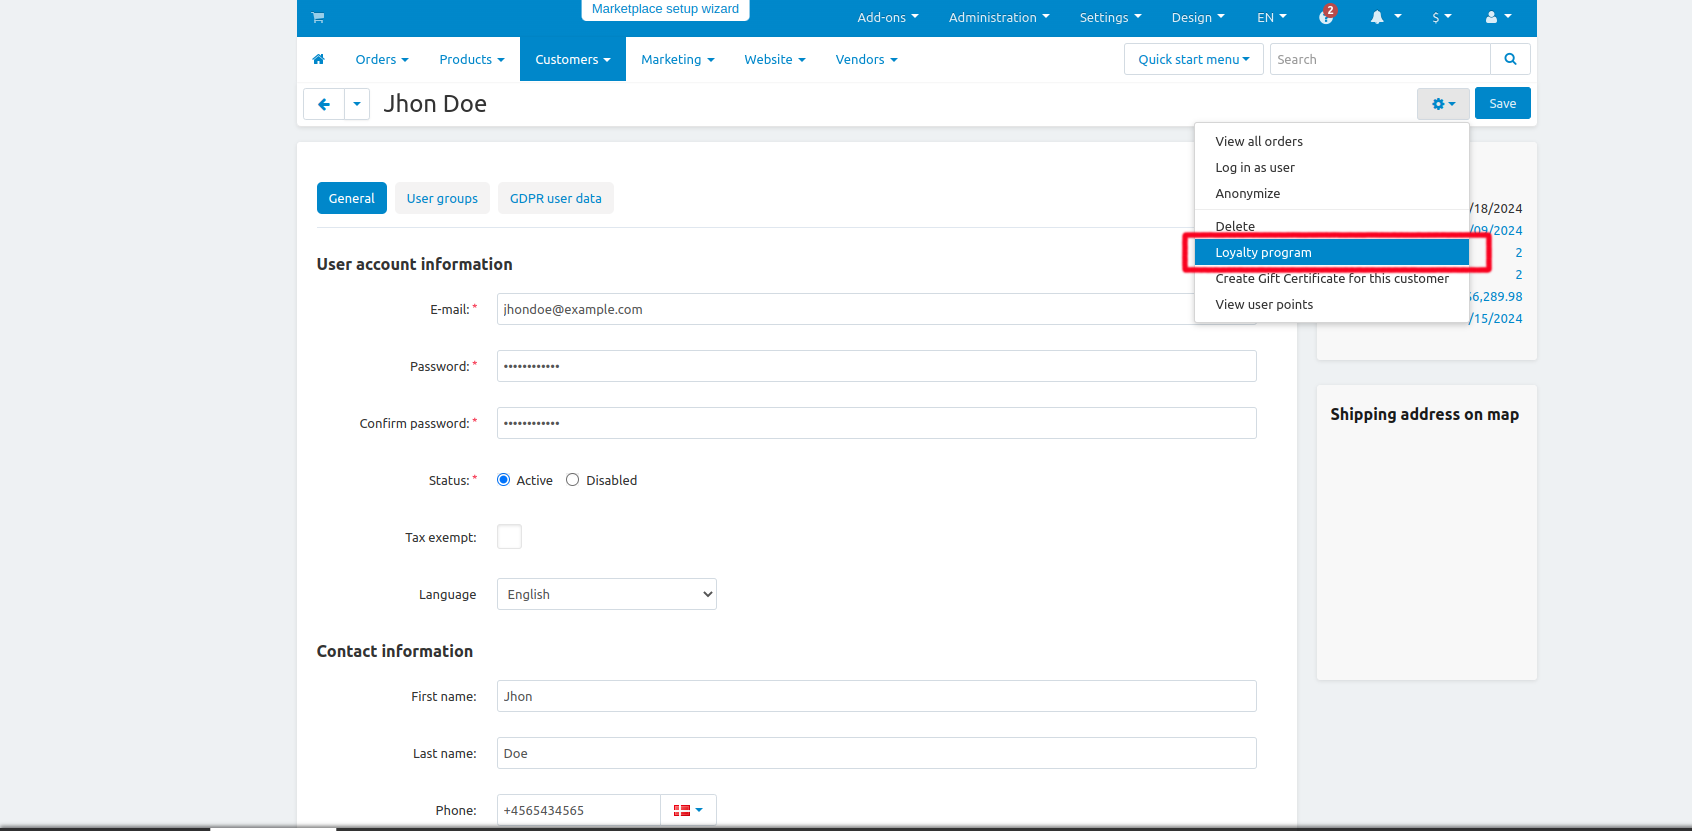 Marketplace setup wizard
Add-ons Administration Settings Design EN 2 $
Orders Products Customers Marketing Website Vendors Quick start menu Search
Jhon Doe Save
View all orders
Log in as user
Anonymize
Delete
Loyalty program
Create Gift Certificate for this customer
View user points
/18/2024
/09/2024
2
2
6,289.98
/15/2024
General User groups GDPR user data
User account information
E-mail: * jhondoe@example.com
Password: * ••••••••••••
Confirm password: * ••••••••••••
Status: * Active Disabled
Tax exempt:
Language English
Contact information
First name: Jhon
Last name: Doe
Phone: +4565434565
Shipping address on map